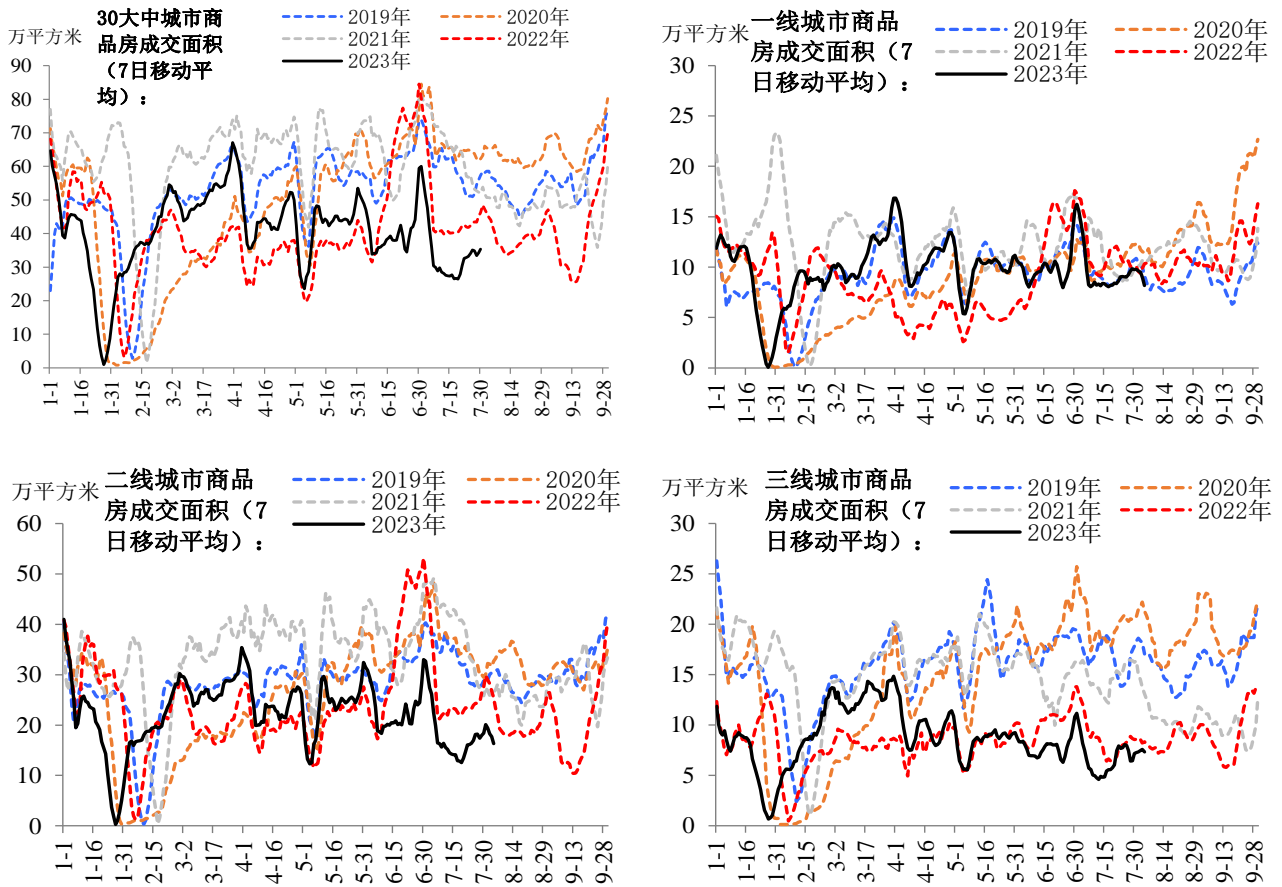 30大中城市商
品房成交面积
（7日移动平
均）：
万平方米
2019年
2020年
2021年
2022年
2023年
90
80
70
60
50
40
30
20
10
0
1-1
1-16
1-31
2-15
3-2
3-17
4-1
4-16
5-1
5-16
5-31
6-15
6-30
7-15
7-30
8-14
8-29
9-13
9-28
一线城市商品
房成交面积（7
日移动平均）：
万平方米
2019年
2020年
2021年
2022年
2023年
30
25
20
15
10
5
0
1-1
1-16
1-31
2-15
3-2
3-17
4-1
4-16
5-1
5-16
5-31
6-15
6-30
7-15
7-30
8-14
8-29
9-13
9-28
二线城市商品
房成交面积（7
日移动平均）：
万平方米
2019年
2020年
2021年
2022年
2023年
60
50
40
30
20
10
0
1-1
1-16
1-31
2-15
3-2
3-17
4-1
4-16
5-1
5-16
5-31
6-15
6-30
7-15
7-30
8-14
8-29
9-13
9-28
三线城市商品
房成交面积（7
日移动平均）：
万平方米
2019年
2020年
2021年
2022年
2023年
30
25
20
15
10
5
0
1-1
1-16
1-31
2-15
3-2
3-17
4-1
4-16
5-1
5-16
5-31
6-15
6-30
7-15
7-30
8-14
8-29
9-13
9-28